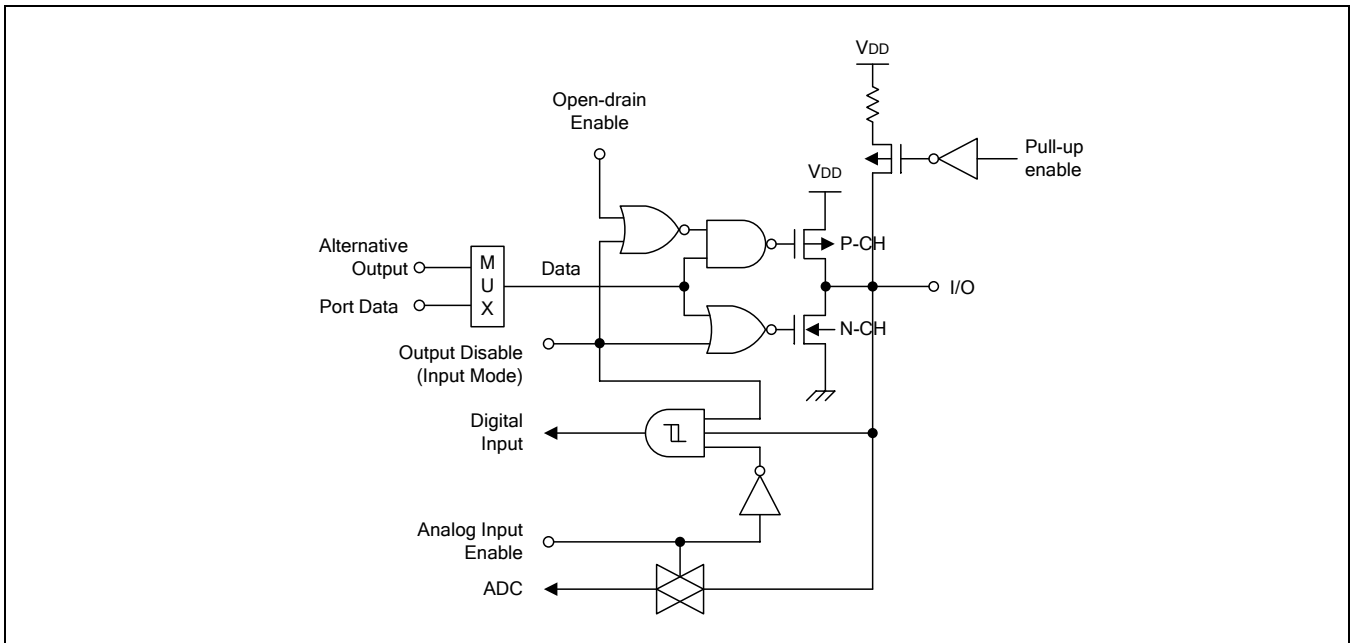 VDD
Open-drain
Enable
Pull-up
enable
VDD
Alternative
Output
M
U
X
Data
P-CH
I/O
Port Data
N-CH
Output Disable
(Input Mode)
Digital
Input
Analog Input
Enable
ADC